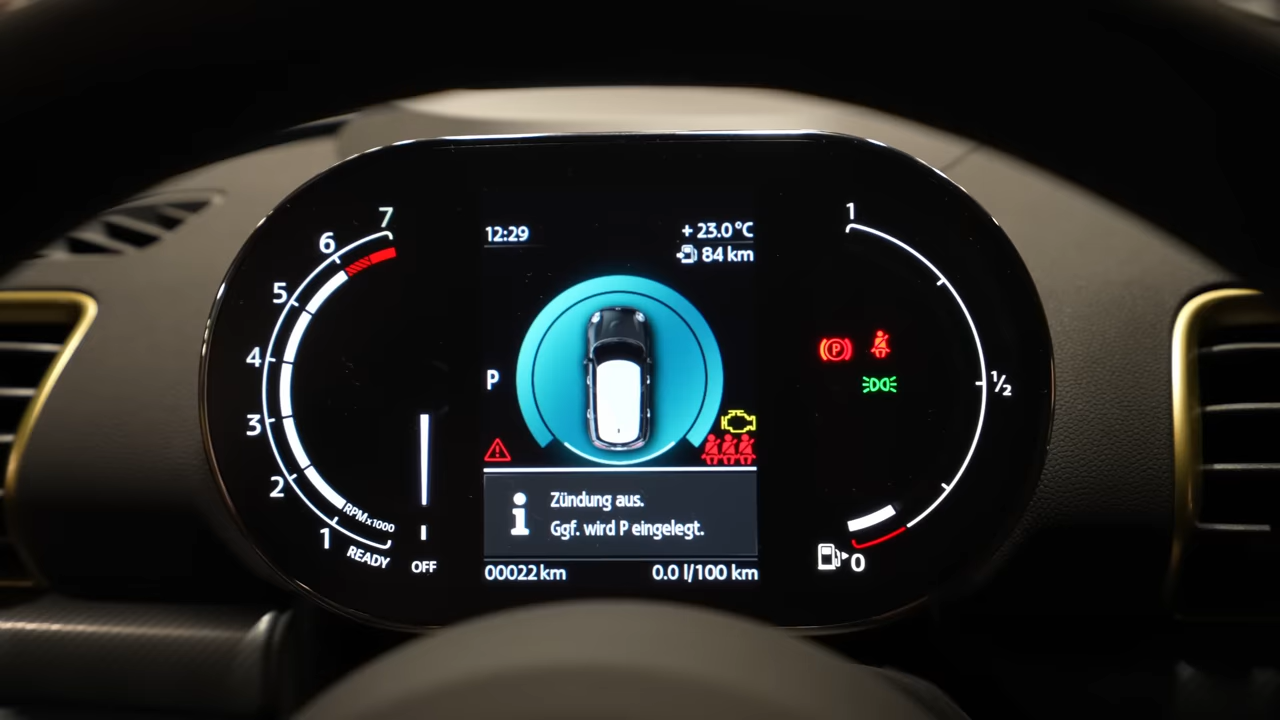 7
6
5
4
3
2
1
RPMx1000
READY
OFF
12:29
+ 23.0 °C
84 km
P
Zündung aus.
Ggf. wird P eingelegt.
00022 km
0.0 l/100 km
1
P
1/2
0